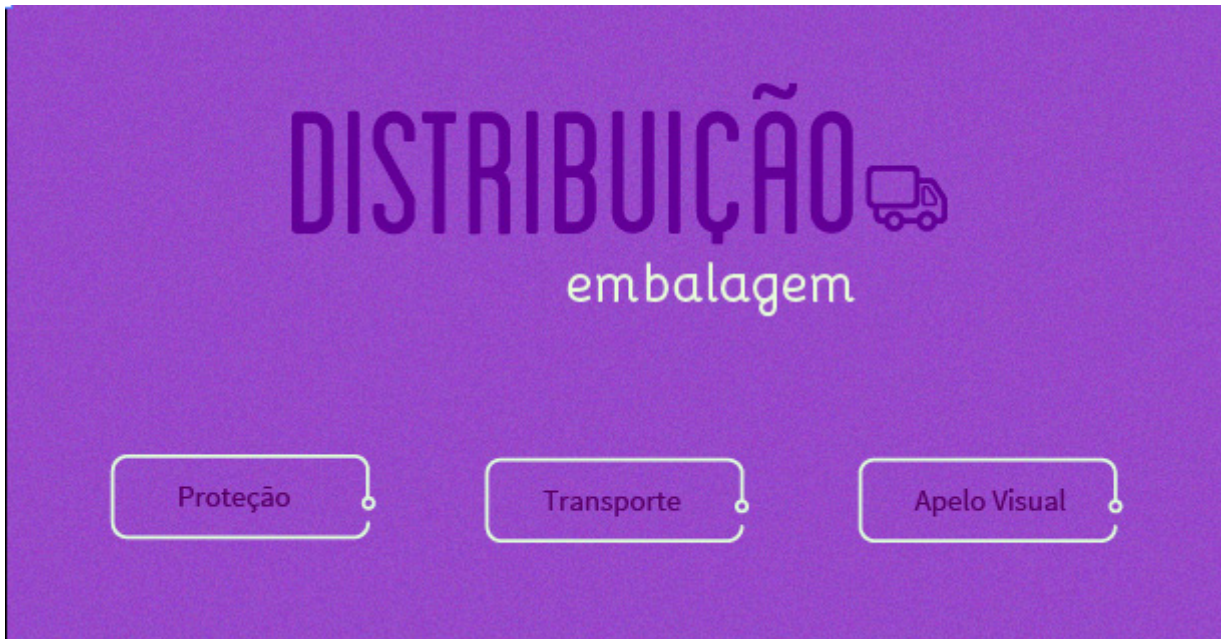 DISTRIBUIÇÃO
embalagem
Proteção
Transporte
Apelo Visual